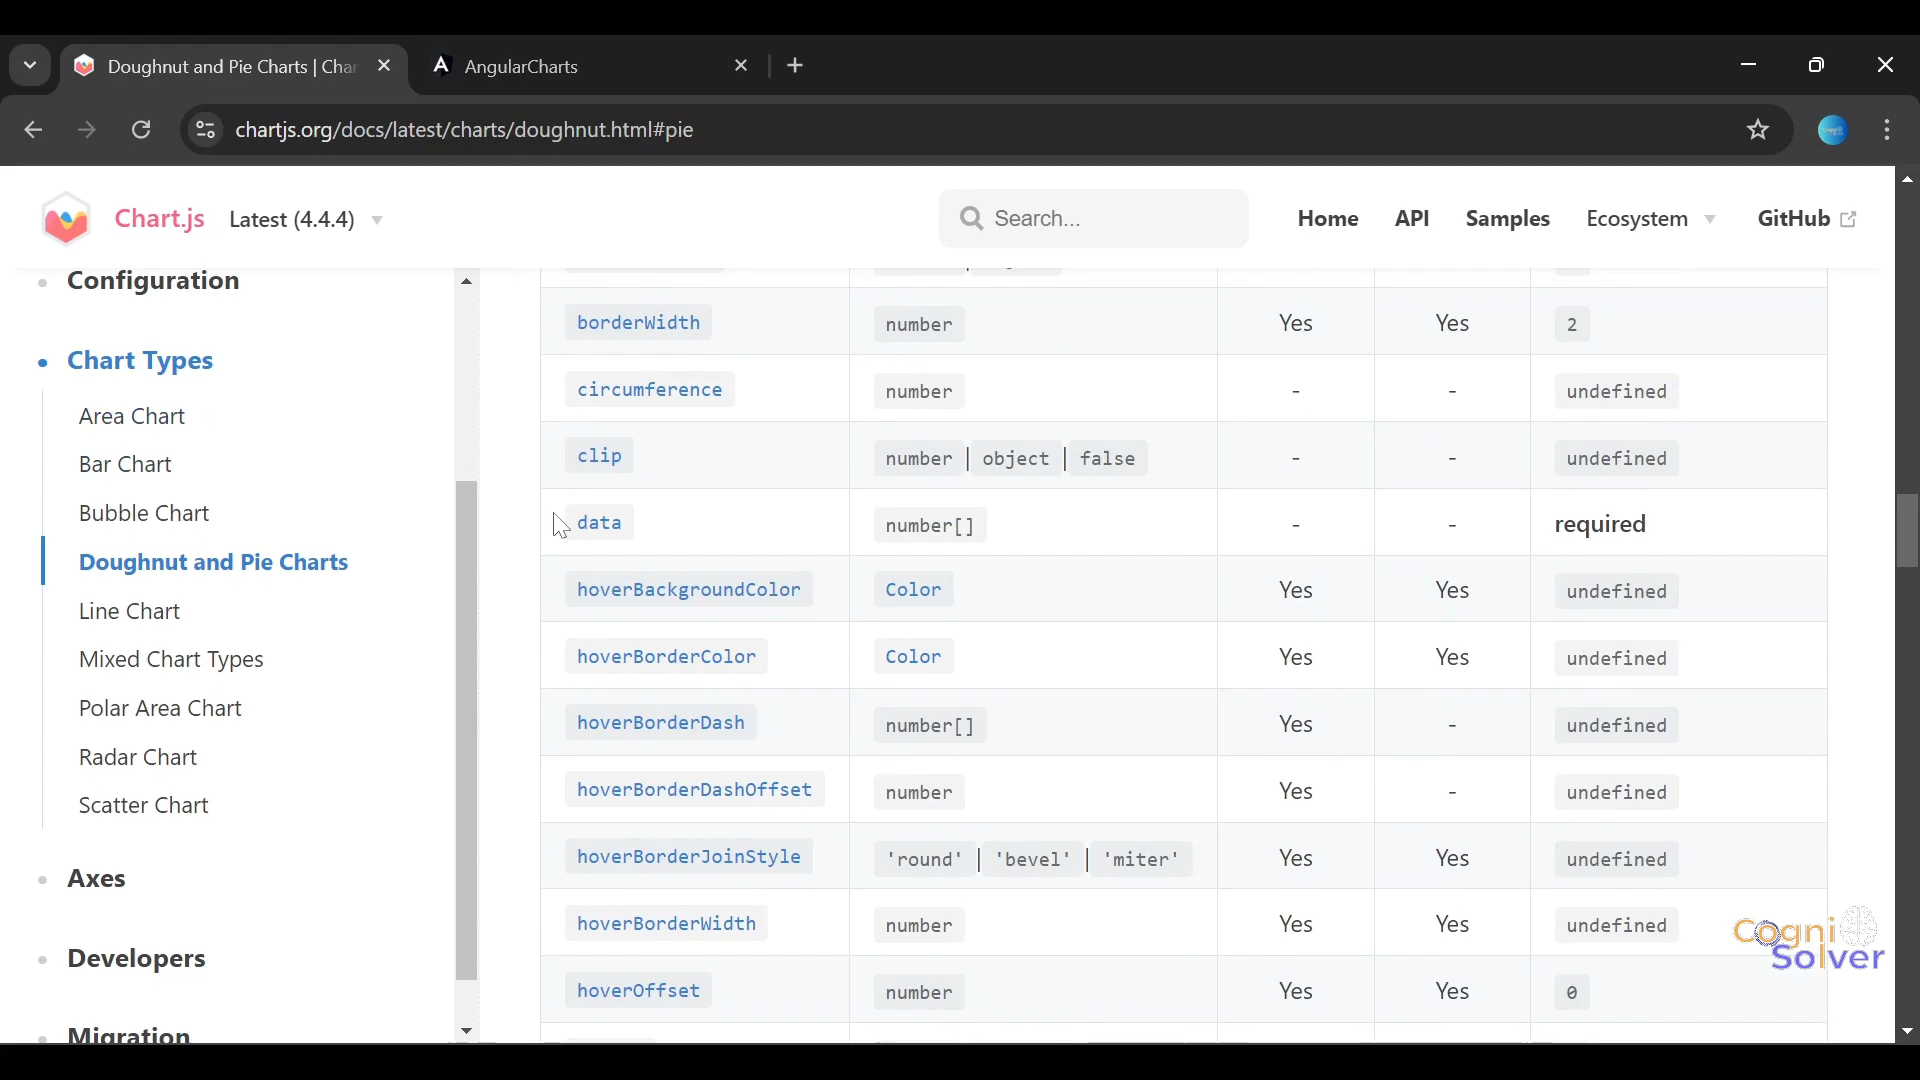 Doughnut and Pie Charts | Char
AngularCharts
chartjs.org/docs/latest/charts/doughnut.html#pie
Chart.js Latest (4.4.4)
Search...
Home API Samples Ecosystem GitHub
Configuration
Chart Types
Area Chart
Bar Chart
Bubble Chart
Doughnut and Pie Charts
Line Chart
Mixed Chart Types
Polar Area Chart
Radar Chart
Scatter Chart
Axes
Developers
Migration
borderWidth number Yes Yes 2
circumference number - - undefined
clip number | object | false - - undefined
data number[] - - required
hoverBackgroundColor Color Yes Yes undefined
hoverBorderColor Color Yes Yes undefined
hoverBorderDash number[] Yes - undefined
hoverBorderDashOffset number Yes - undefined
hoverBorderJoinStyle 'round' | 'bevel' | 'miter' Yes Yes undefined
hoverBorderWidth number Yes Yes undefined
hoverOffset number Yes Yes 0
Cogni
Solver